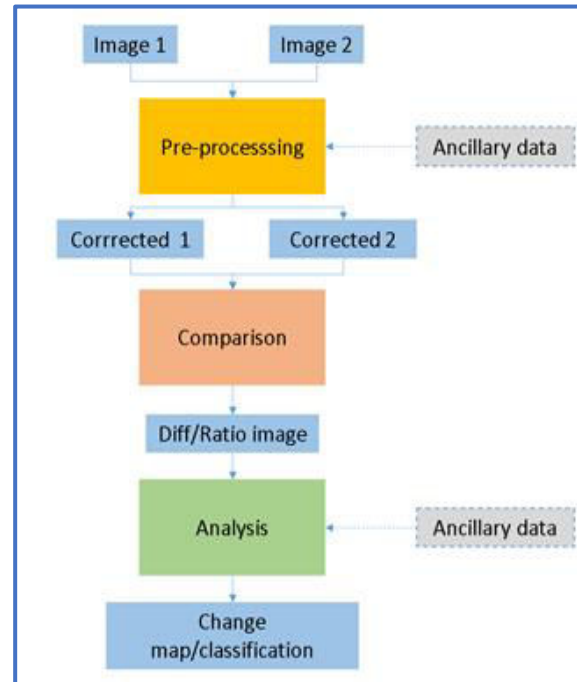 Image 1
Image 2
Pre-processsing
Ancillary data
Corrrected 1
Corrected 2
Comparison
Diff/Ratio image
Analysis
Ancillary data
Change
map/classification